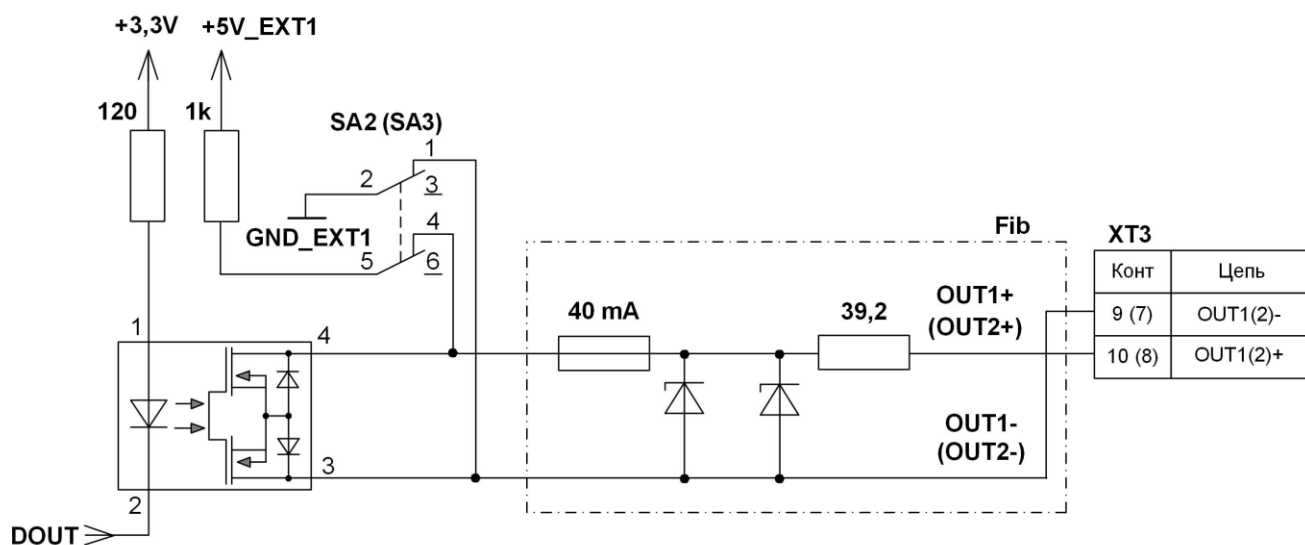 +3,3V
+5V_EXT1
120
1k
SA2 (SA3)
1
2
3
GND_EXT1
4
5
6
Fib
XT3
Конт
Цепь
9 (7)
OUT1(2)-
10 (8)
OUT1(2)+
1
4
40 mA
39,2
OUT1+
(OUT2+)
OUT1-
(OUT2-)
3
2
DOUT